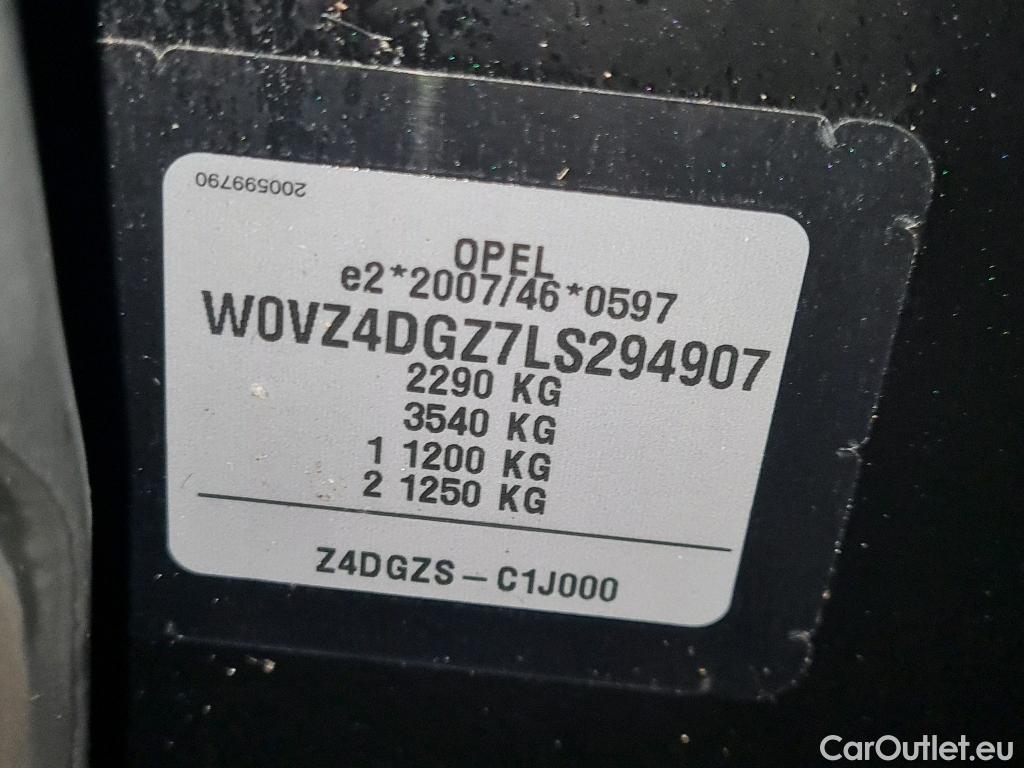 200599790
OPEL
e2*2007/46*0597
W0VZ4DGZ7LS294907
2290 KG
3540 KG
1 1200 KG
2 1250 KG
Z4DGZS – C1J000
CarOutlet.eu